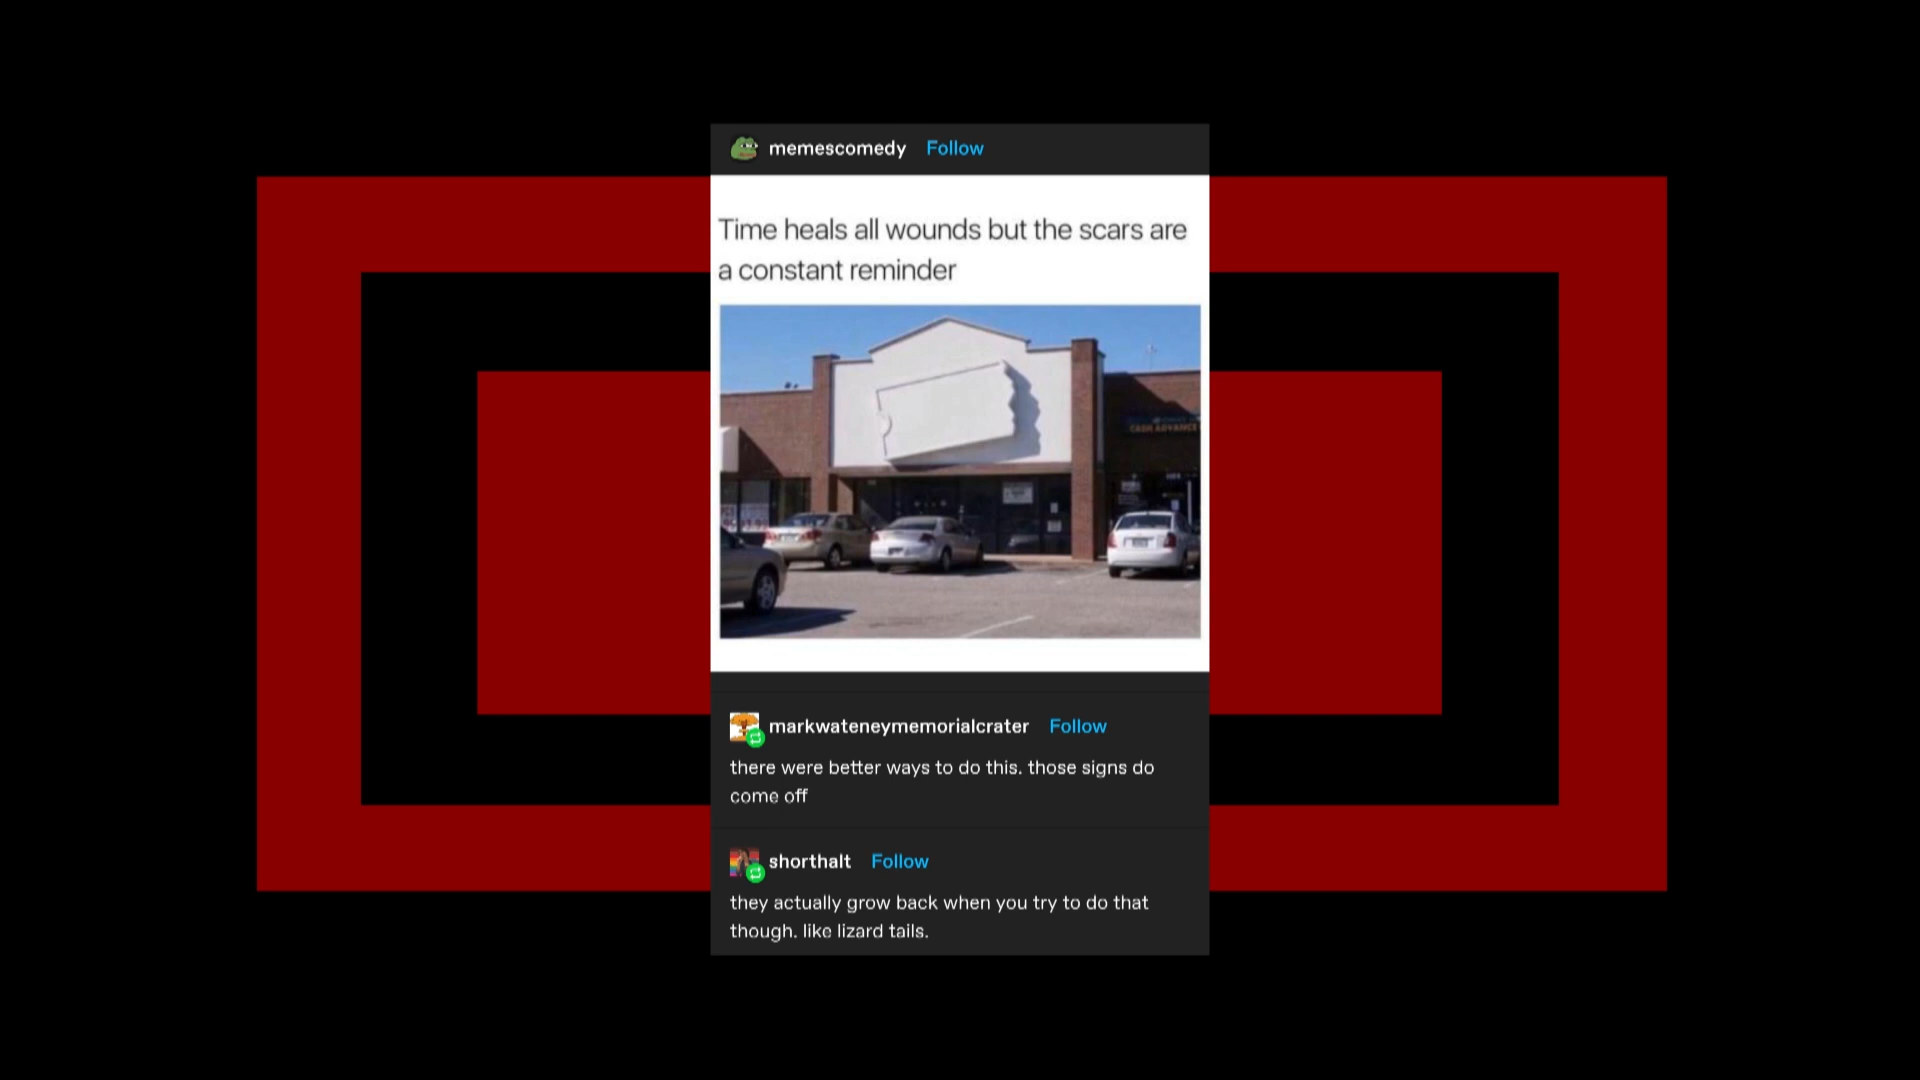 memescomedy Follow
Time heals all wounds but the scars are
a constant reminder
CASH ADVANCE
markwateneymemorialcrater Follow
there were better ways to do this. those signs do
come off
shorthalt Follow
they actually grow back when you try to do that
though. like lizard tails.